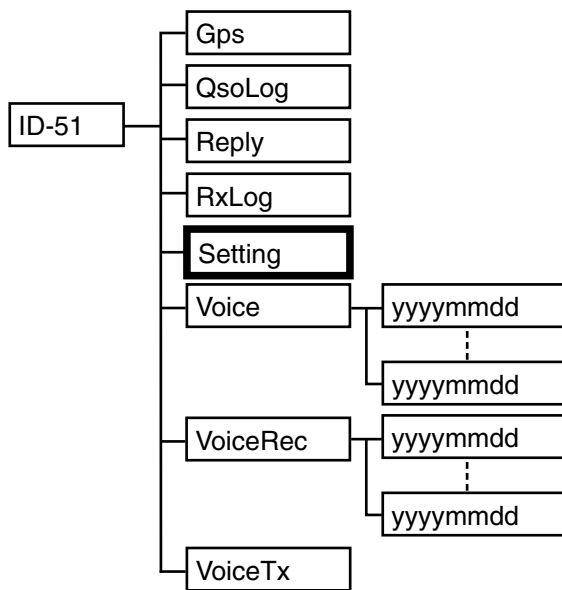 ID-51
Gps
QsoLog
Reply
RxLog
Setting
Voice
yyyymmdd
yyyymmdd
VoiceRec
yyyymmdd
yyyymmdd
VoiceTx